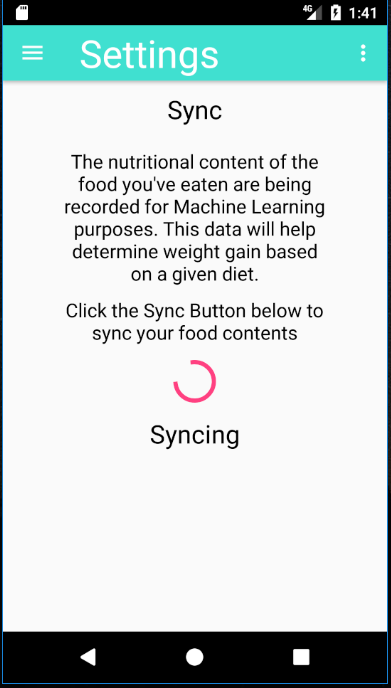 4G 1:41
Settings
Sync
The nutritional content of the
food you've eaten are being
recorded for Machine Learning
purposes. This data will help
determine weight gain based
on a given diet.
Click the Sync Button below to
sync your food contents
Syncing